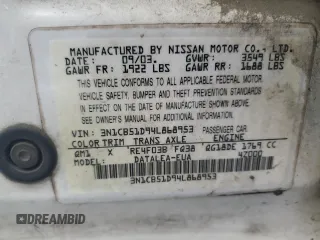 MANUFACTURED BY NISSAN MOTOR CO., LTD.
DATE: 09/03. GVWR: 3549 LBS
GAWR FR: 1922 LBS GAWR RR: 1688 LBS
THIS VEHICLE CONFORMS TO ALL APPLICABLE FEDERAL MOTOR VEHICLE SAFETY,
BUMPER, AND THEFT PREVENTION STANDARDS IN EFFECT
ON THE DATE OF MANUFACTURE SHOWN ABOVE.
SEE OWNER'S MANUAL FOR ADDITIONAL INFORMATION
VIN: 3N1CB51D94L868953 PASSENGER CAR
COLOR TRIM TRANS AXLE ENGINE
QM1 X RE4F03B FQ38 QG18DE 1769 CC
MODEL: DATALEA-EUA 42000
3N1CB51D94L868953